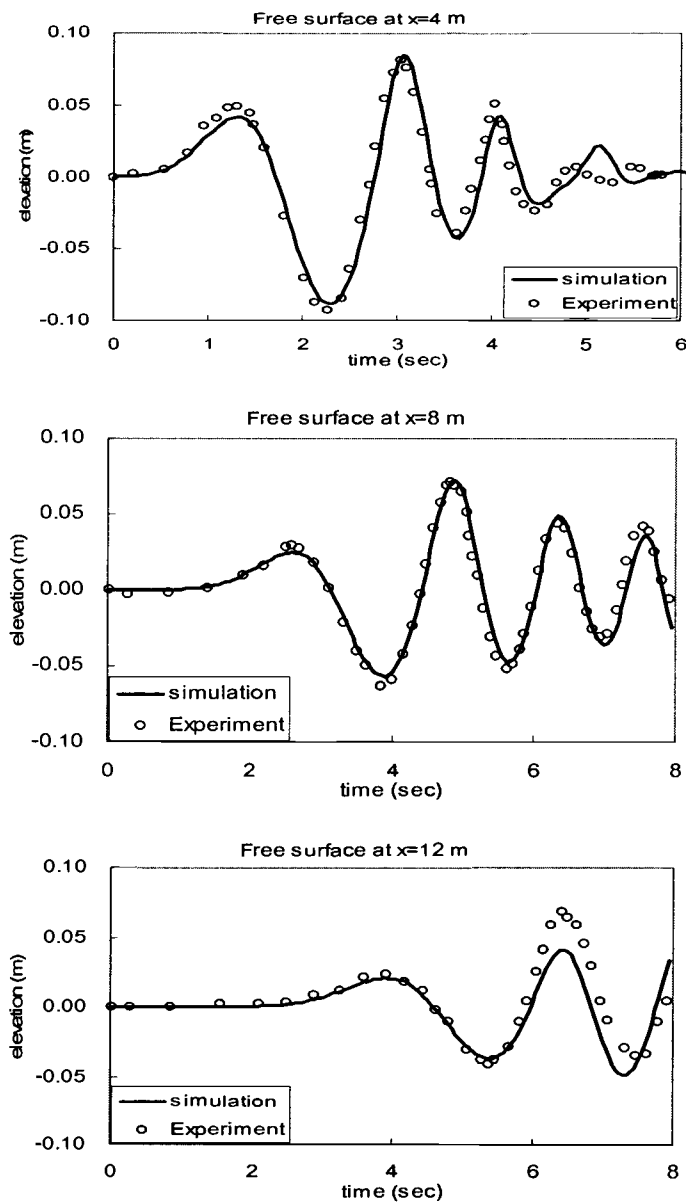 Free surface at x=4 m
0.10
0.05
0.00
-0.05
-0.10
elevation (m)
simulation
Experiment
0 1 2 3 4 5 6
time (sec)
Free surface at x=8 m
0.10
0.05
0.00
-0.05
-0.10
elevation (m)
simulation
Experiment
0 2 4 6 8
time (sec)
Free surface at x=12 m
0.10
0.05
0.00
-0.05
-0.10
elevation (m)
simulation
Experiment
0 2 4 6 8
time (sec)